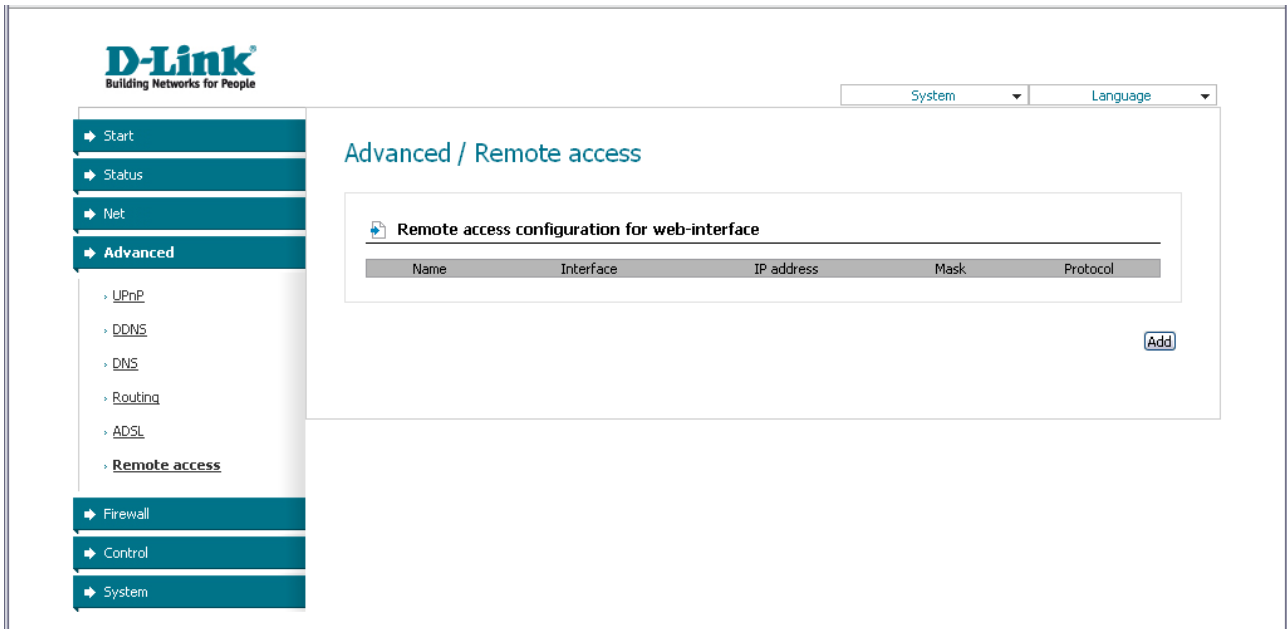 D-Link
Building Networks for People
System Language
Start
Status
Net
Advanced
UPnP
DDNS
DNS
Routing
ADSL
Remote access
Firewall
Control
System
Advanced / Remote access
Remote access configuration for web-interface
Name Interface IP address Mask Protocol
Add